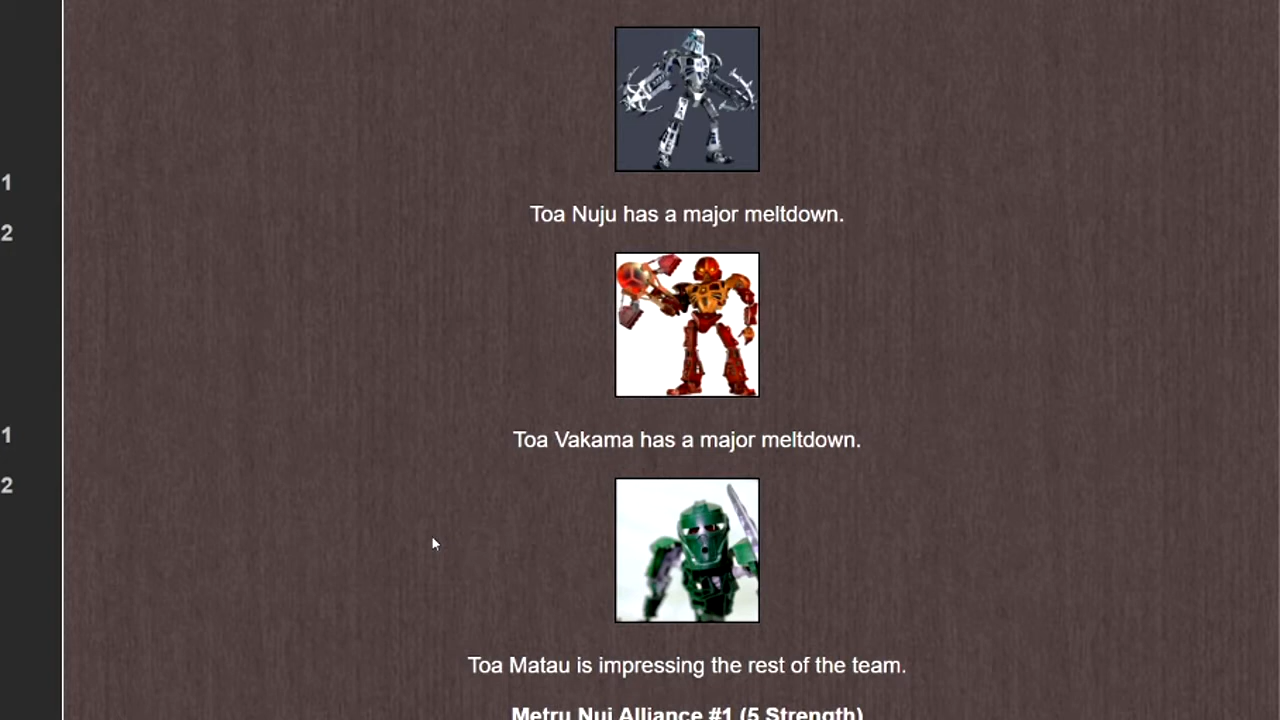 1
2
Toa Nuju has a major meltdown.
Toa Vakama has a major meltdown.
1
2
Toa Matau is impressing the rest of the team.
Metru Nui Alliance #1 (5 Strength)